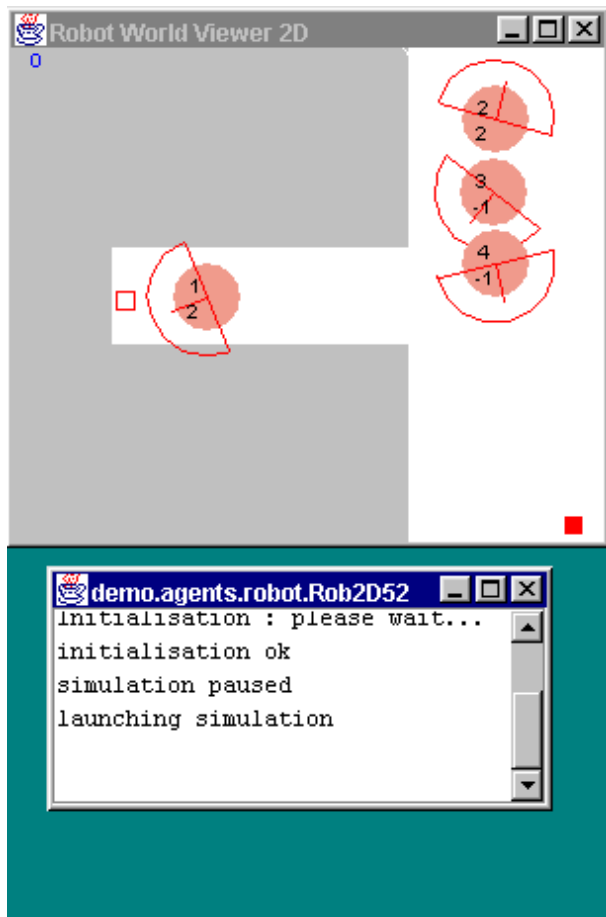 Robot World Viewer 2D
0
2
2
3
-1
4
-1
1
2
demo.agents.robot.Rob2D52
Initialisation : please wait...
initialisation ok
simulation paused
launching simulation